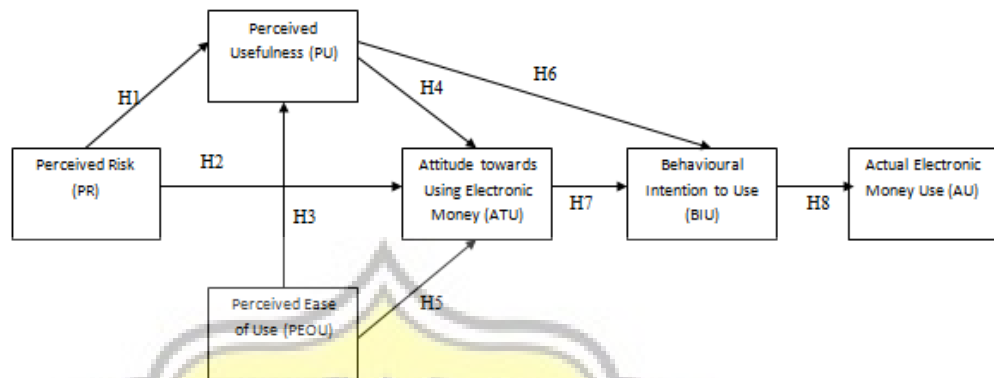 Perceived
Usefulness (PU)
H6
H4
H1
Perceived Risk
(PR)
H2
Attitude towards
Using Electronic
Money (ATU)
H7
Behavioural
Intention to Use
(BIU)
H8
Actual Electronic
Money Use (AU)
H3
Perceived Ease
of Use (PEOU)
H5